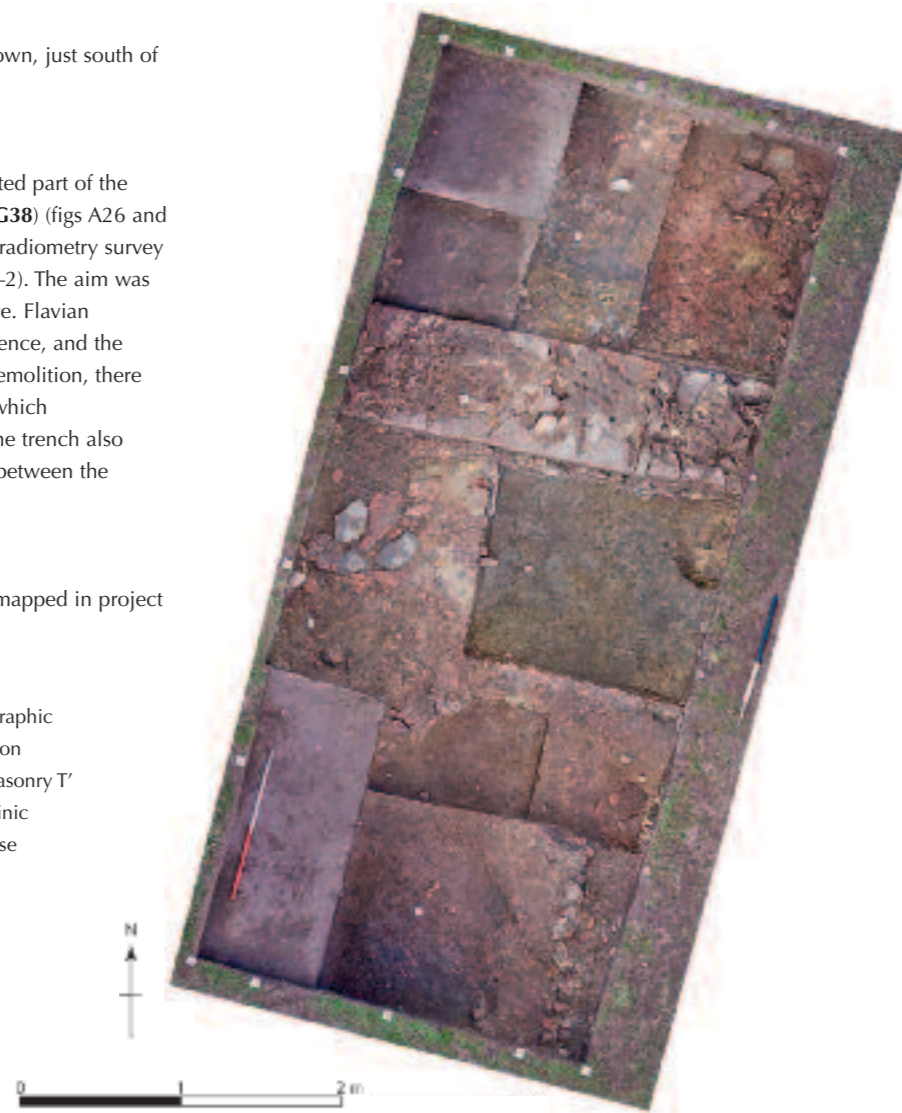 own, just south of
ted part of the
G38) (figs A26 and
radiometry survey
-2). The aim was
e. Flavian
ence, and the
emolition, there
which
ne trench also
between the
mapped in project
raphic
on
asonry T’
inic
se
N
0 1 2 m